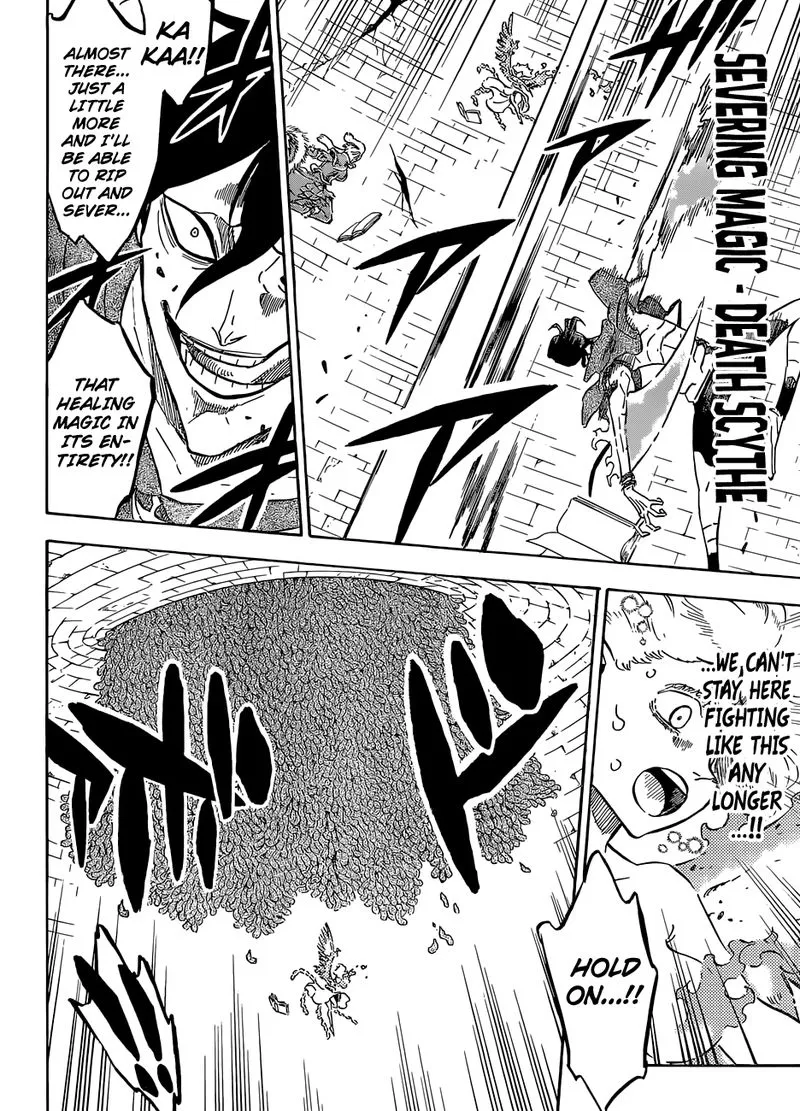 SEVERING MAGIC - DEATH SCYTHE
KA
KAA!!
ALMOST
THERE...
JUST A
LITTLE
MORE
AND I'LL
BE ABLE
TO RIP
OUT AND
SEVER...
THAT
HEALING
MAGIC IN
ITS EN-
TIRETY!!
...WE CAN'T
STAY HERE
FIGHTING
LIKE THIS
ANY
LONGER
...!!
HOLD
ON...!!